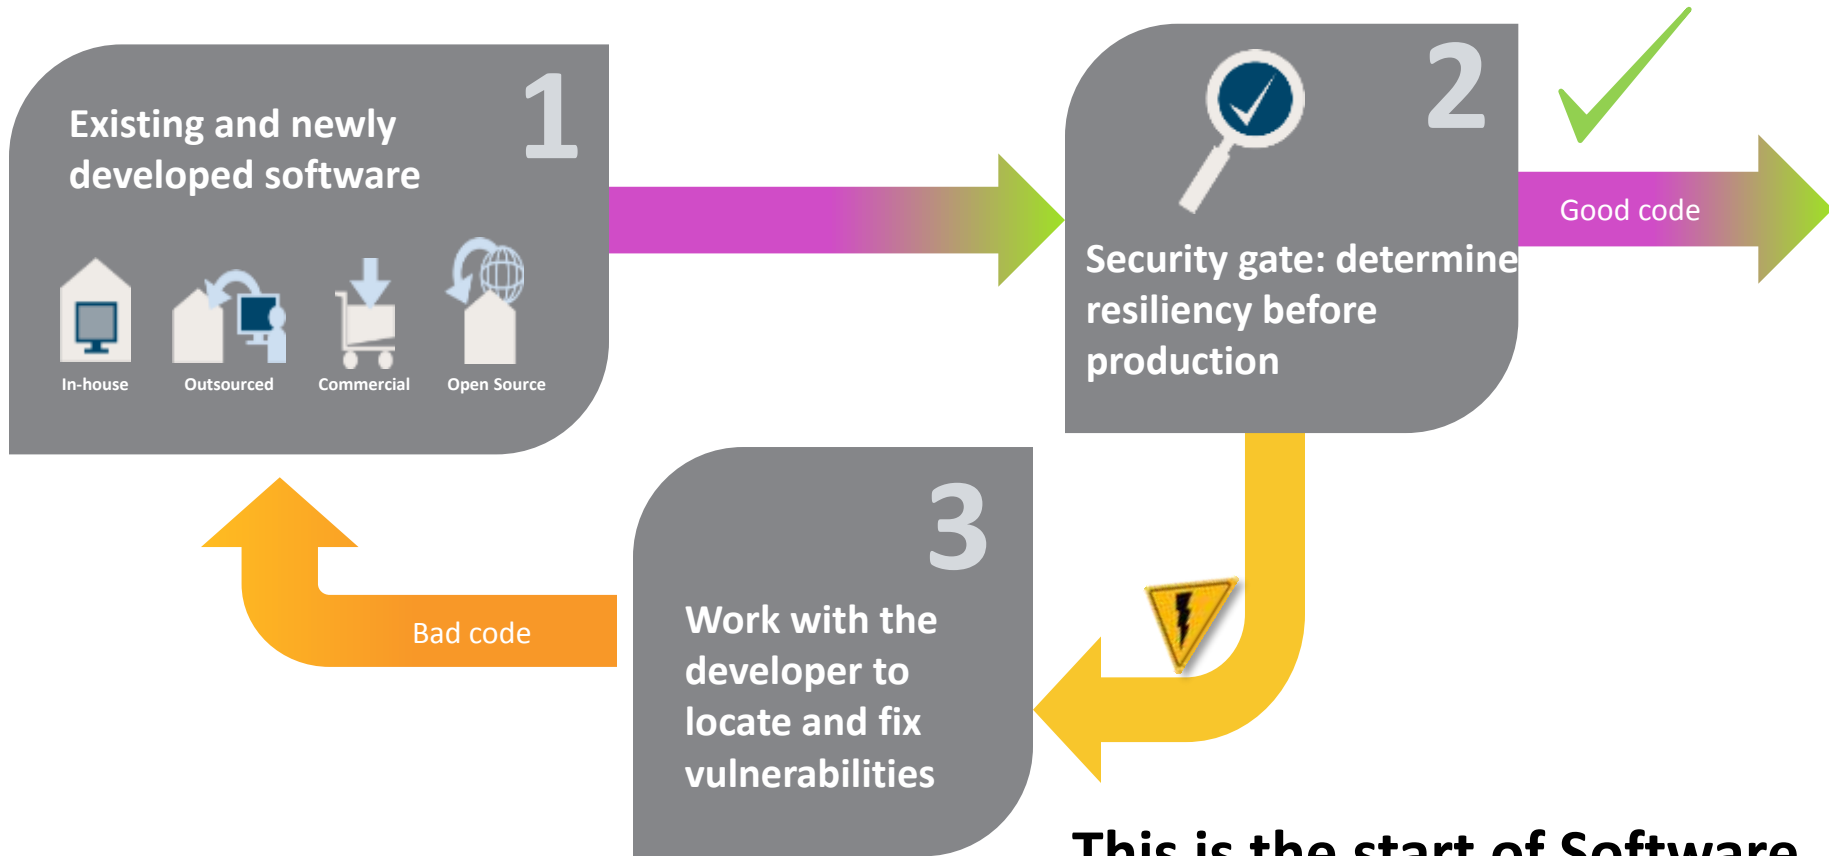 1
Existing and newly
developed software
In-house
Outsourced
Commercial
Open Source
2
Security gate: determine
resiliency before
production
Good code
3
Work with the
developer to
locate and fix
vulnerabilities
Bad code
This is the start of Software